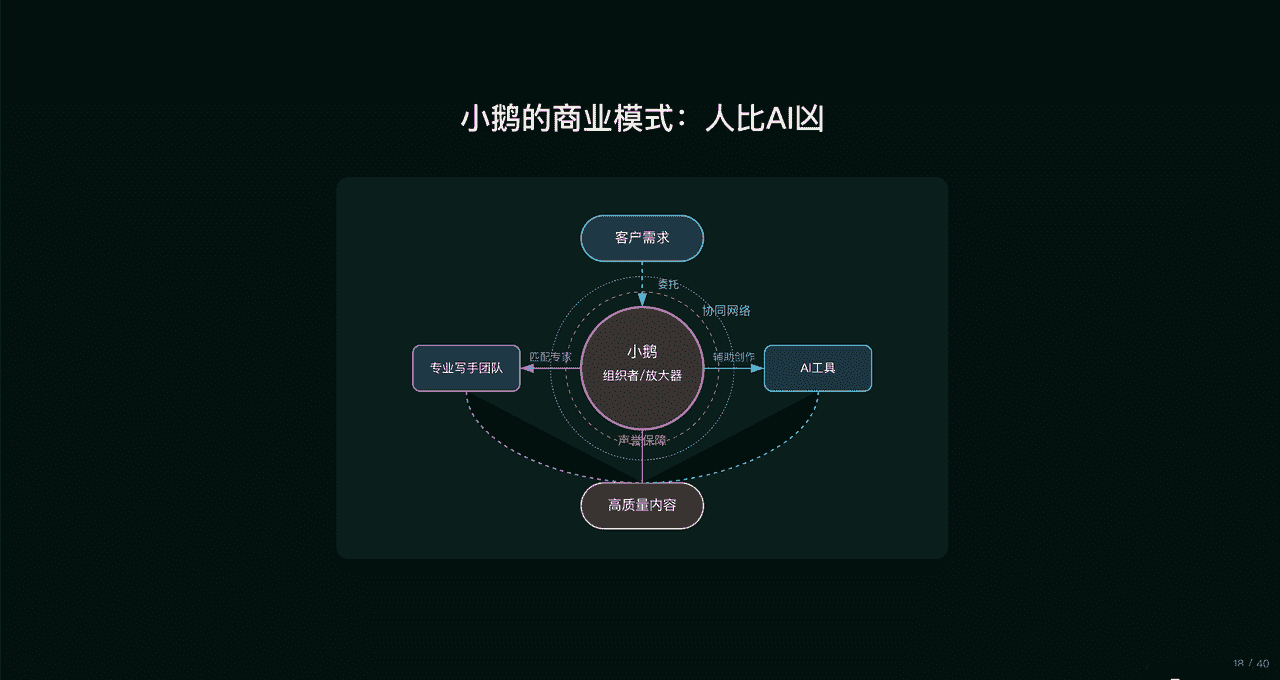 小鹅的商业模式：人比AI凶
客户需求
委托
协同网络
小鹅
组织者/放大器
专业写手团队
匹配专家
辅助创作
AI工具
声誉保障
高质量内容
18 / 40